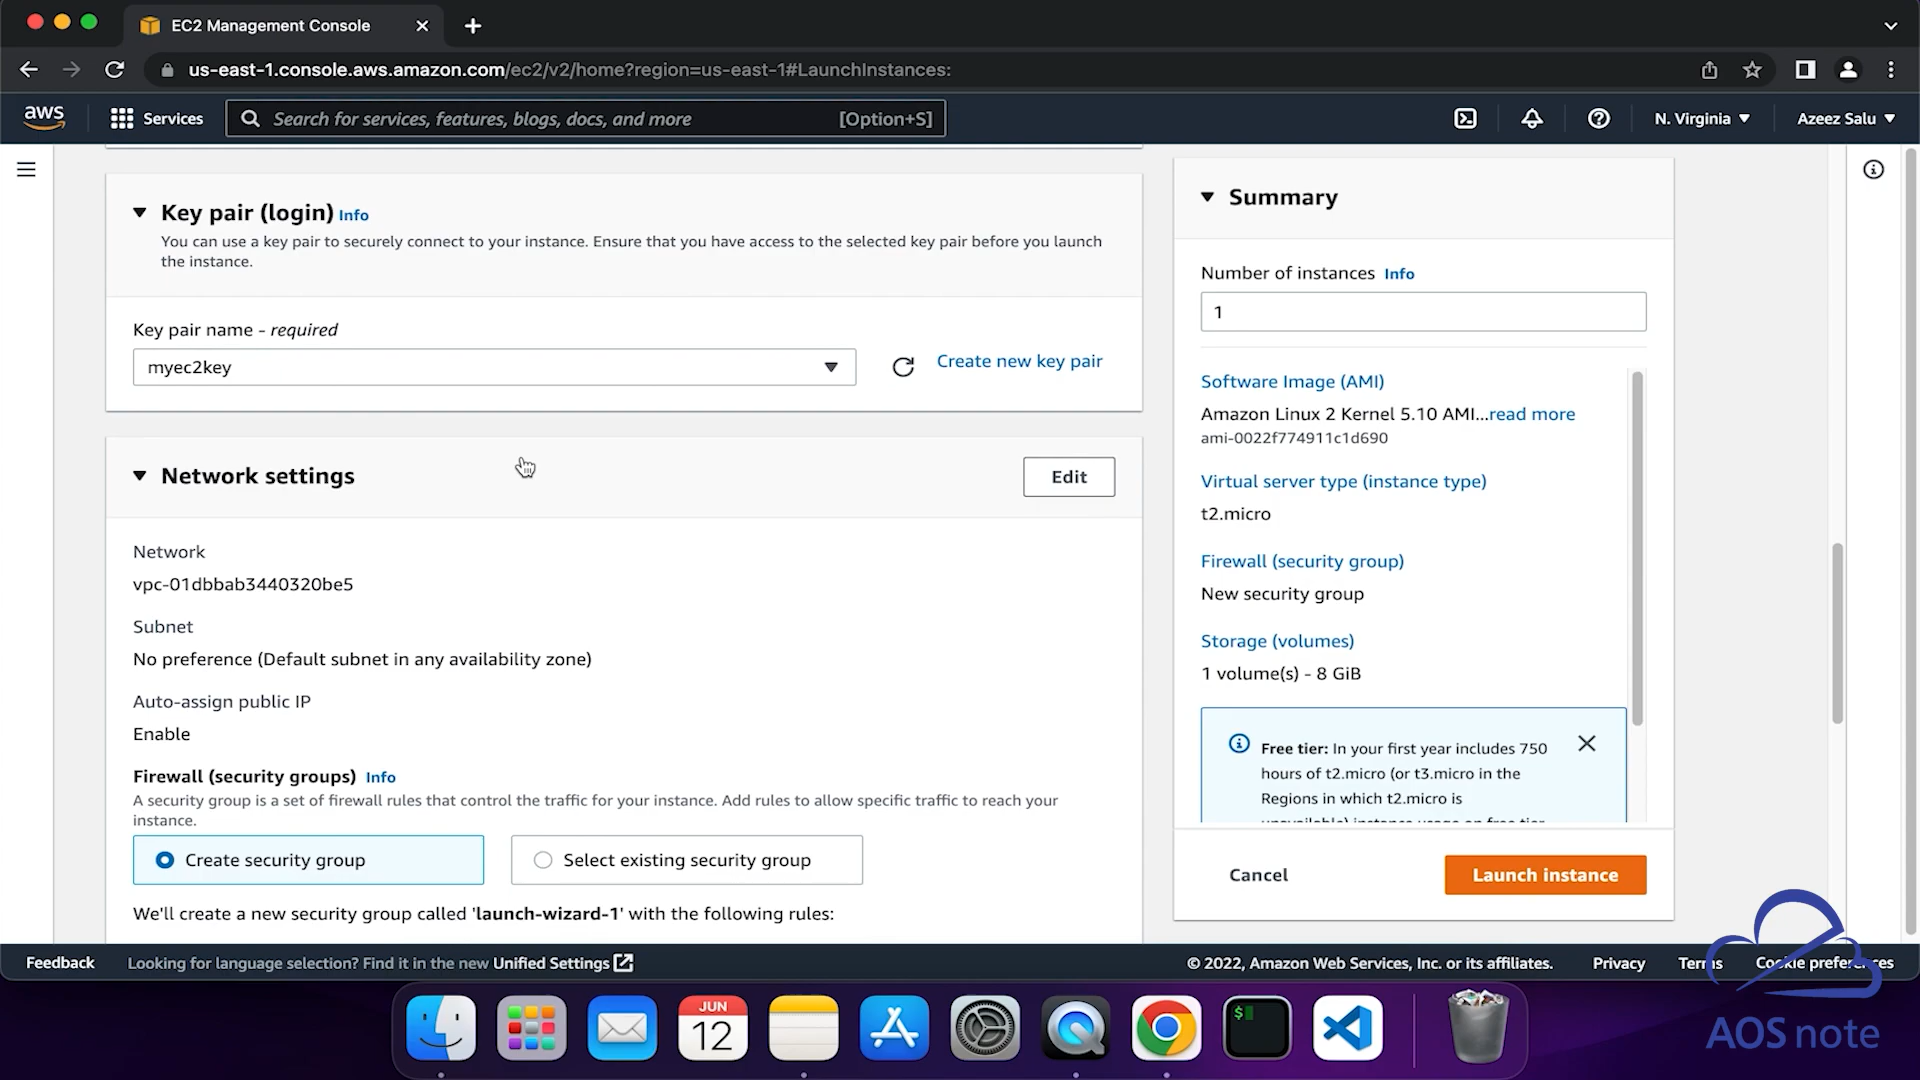 EC2 Management Console
us-east-1.console.aws.amazon.com/ec2/v2/home?region=us-east-1#LaunchInstances:
aws
Services
Search for services, features, blogs, docs, and more
[Option+S]
N. Virginia
Azeez Salu
Key pair (login) Info
You can use a key pair to securely connect to your instance. Ensure that you have access to the selected key pair before you launch
the instance.
Key pair name - required
myec2key
Create new key pair
Network settings
Edit
Network
vpc-01dbbab3440320be5
Subnet
No preference (Default subnet in any availability zone)
Auto-assign public IP
Enable
Firewall (security groups) Info
A security group is a set of firewall rules that control the traffic for your instance. Add rules to allow specific traffic to reach your
instance.
Create security group
Select existing security group
We'll create a new security group called 'launch-wizard-1' with the following rules:
Summary
Number of instances Info
1
Software Image (AMI)
Amazon Linux 2 Kernel 5.10 AMI...read more
ami-0022f774911c1d690
Virtual server type (instance type)
t2.micro
Firewall (security group)
New security group
Storage (volumes)
1 volume(s) - 8 GiB
Free tier: In your first year includes 750
hours of t2.micro (or t3.micro in the
Regions in which t2.micro is
unavailable) instance usage on free tier
Cancel
Launch instance
Feedback
Looking for language selection? Find it in the new Unified Settings
© 2022, Amazon Web Services, Inc. or its affiliates.
Privacy
Terms
Cookie preferences
JUN
12
$
AOS note